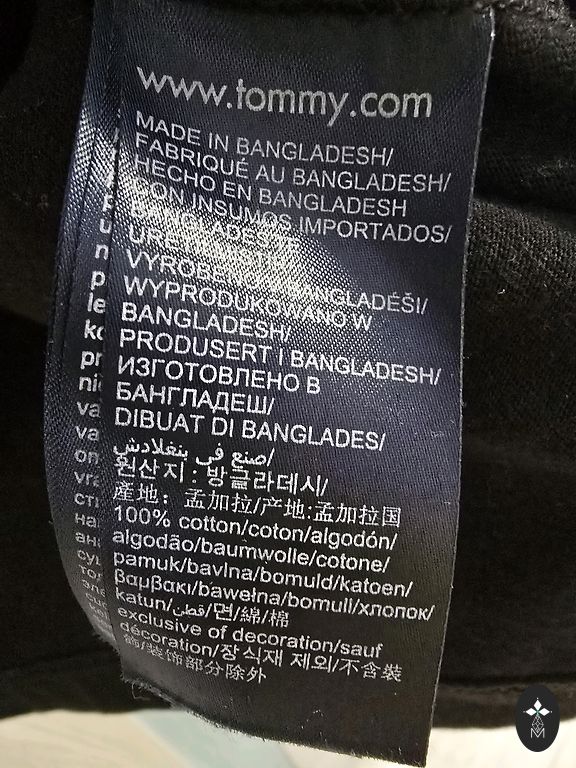 www.tommy.com
MADE IN BANGLADESH/
FABRIQUÉ AU BANGLADESH/
HECHO EN BANGLADESH
CON INSUMOS IMPORTADOS/
VYROBENO
BANGLADÉŠI/
WYPRODUKOWANO W
BANGLADESH/
PRODUSERT I BANGLADESH/
ИЗГОТОВЛЕНО В
БАНГЛАДЕШ/
DIBUAT DI BANGLADES/
صنع في بنغلادش/
원산지 : 방글라데시/
產地：孟加拉/产地:孟加拉国
100% cotton/coton/algodón/
algodão/baumwolle/cotone/
pamuk/bavlna/bomuld/katoen/
βαμβακι/bawełna/bomull/хлопок/
katun/قطن/면/綿/棉
exclusive of decoration/sauf
décoration/장식재 제외/不含裝
飾/装饰部分除外
M